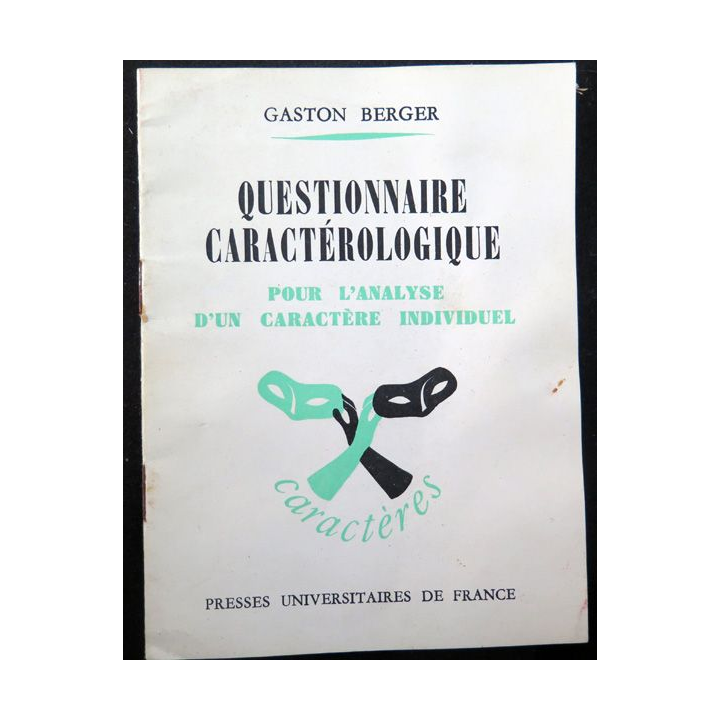 GASTON BERGER
QUESTIONNAIRE
CARACTÉROLOGIQUE
POUR L'ANALYSE
D'UN CARACTÈRE INDIVIDUEL
caractères
PRESSES UNIVERSITAIRES DE FRANCE